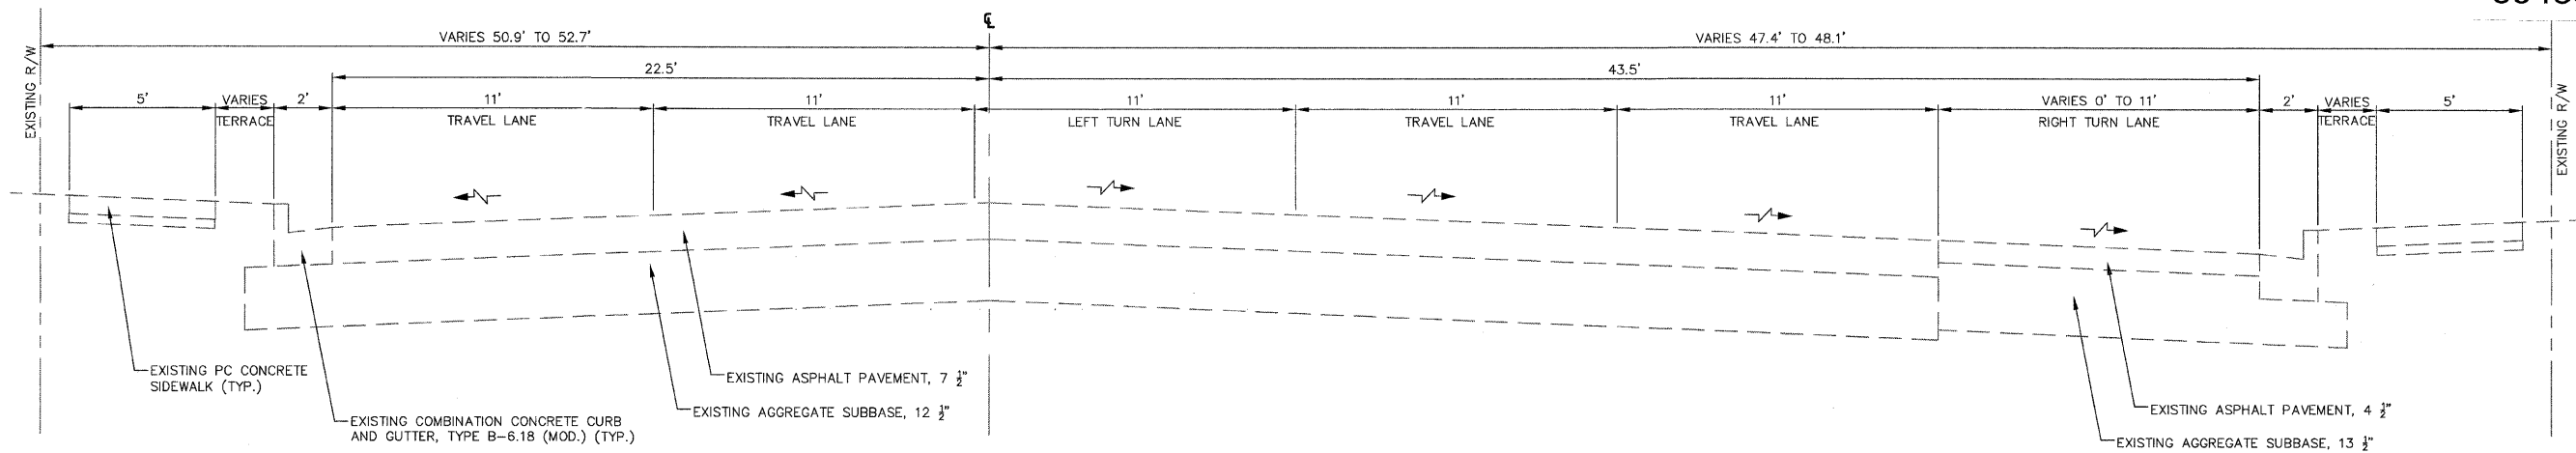 ℄
VARIES 50.9' TO 52.7'
VARIES 47.4' TO 48.1'
EXISTING R/W
EXISTING R/W
22.5'
43.5'
5'
VARIES
TERRACE
2'
11'
TRAVEL LANE
11'
TRAVEL LANE
11'
LEFT TURN LANE
11'
TRAVEL LANE
11'
TRAVEL LANE
VARIES 0' TO 11'
RIGHT TURN LANE
2'
VARIES
TERRACE
5'
EXISTING PC CONCRETE
SIDEWALK (TYP.)
EXISTING COMBINATION CONCRETE CURB
AND GUTTER, TYPE B-6.18 (MOD.) (TYP.)
EXISTING ASPHALT PAVEMENT, 7 ½"
EXISTING AGGREGATE SUBBASE, 12 ½"
EXISTING ASPHALT PAVEMENT, 4 ½"
EXISTING AGGREGATE SUBBASE, 13 ½"